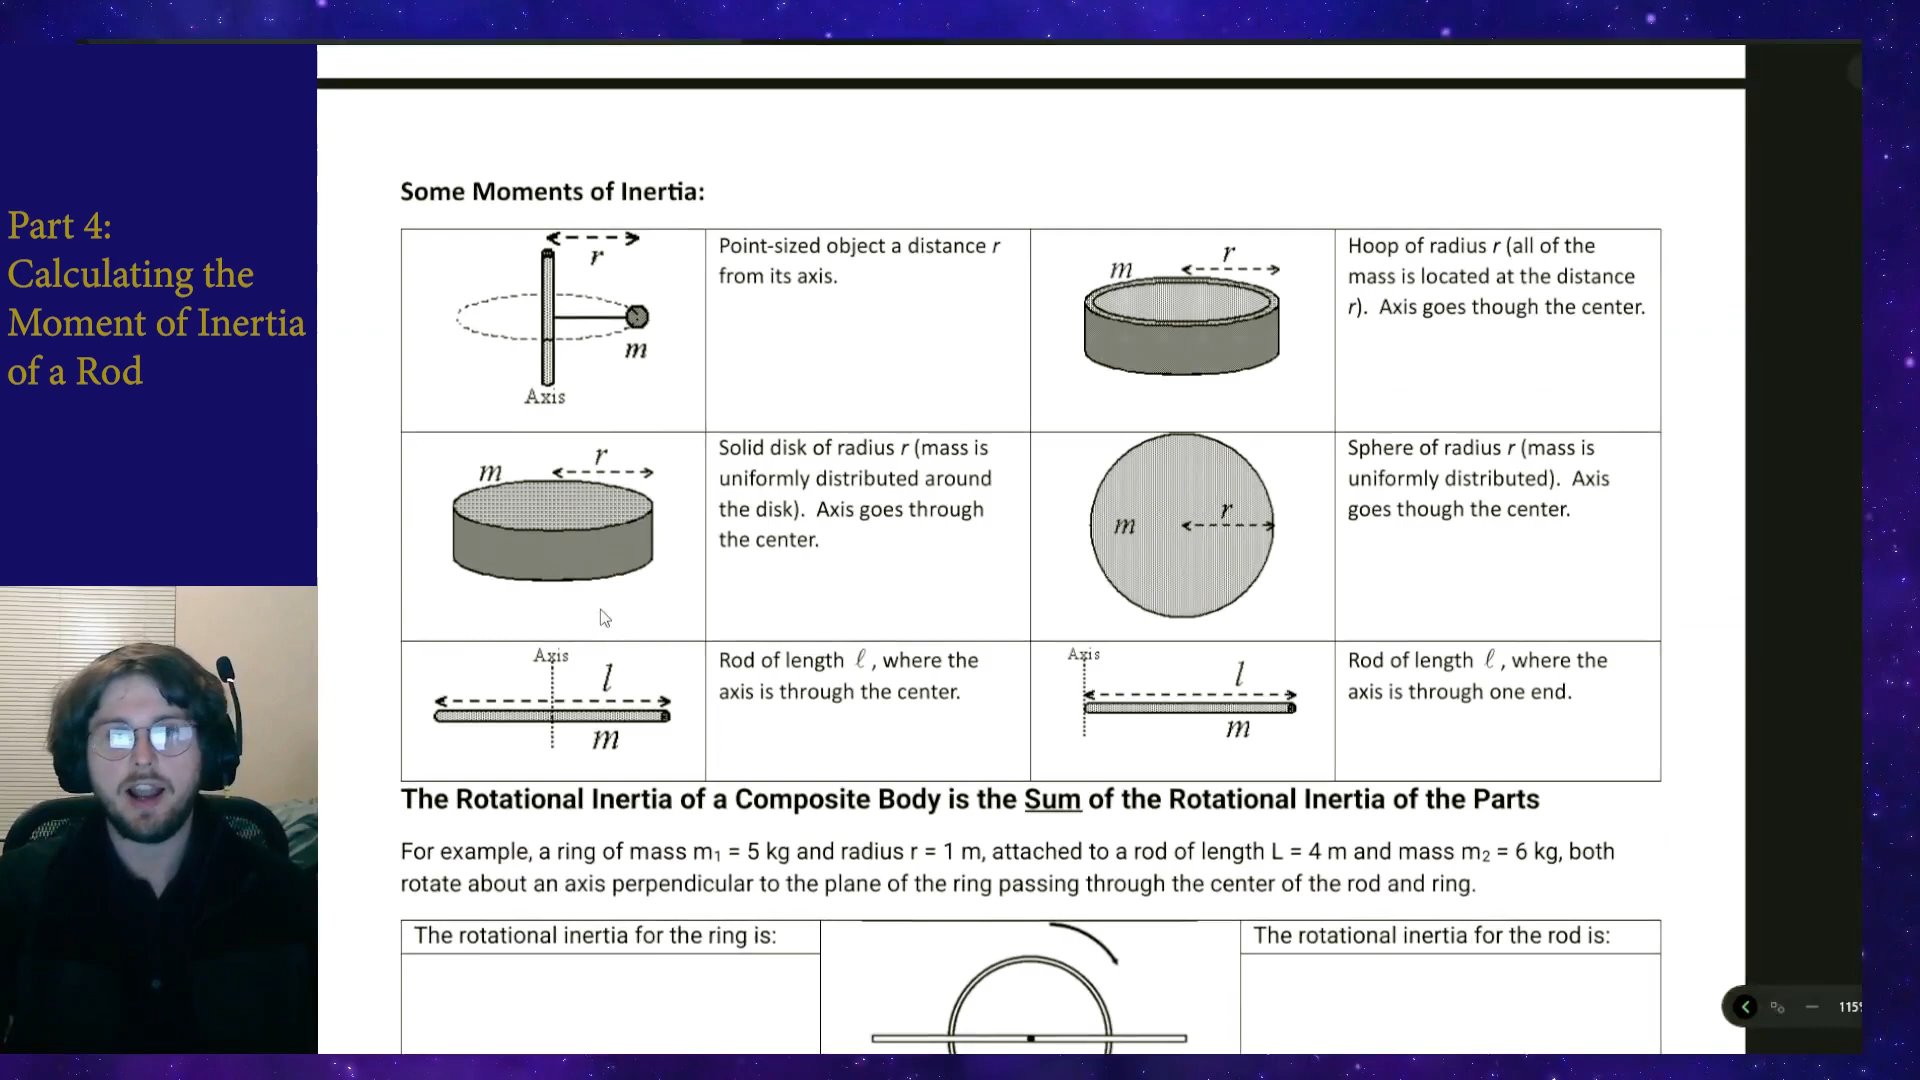 Part 4:
Calculating the
Moment of Inertia
of a Rod
Some Moments of Inertia:
r
m
Axis
Point-sized object a distance r
from its axis.
m
r
Hoop of radius r (all of the
mass is located at the distance
r). Axis goes though the center.
m
r
Solid disk of radius r (mass is
uniformly distributed around
the disk). Axis goes through
the center.
m
r
Sphere of radius r (mass is
uniformly distributed). Axis
goes though the center.
Axis
l
m
Rod of length ℓ, where the
axis is through the center.
Axis
l
m
Rod of length ℓ, where the
axis is through one end.
The Rotational Inertia of a Composite Body is the Sum of the Rotational Inertia of the Parts
For example, a ring of mass m₁ = 5 kg and radius r = 1 m, attached to a rod of length L = 4 m and mass m₂ = 6 kg, both
rotate about an axis perpendicular to the plane of the ring passing through the center of the rod and ring.
The rotational inertia for the ring is:
The rotational inertia for the rod is:
115%